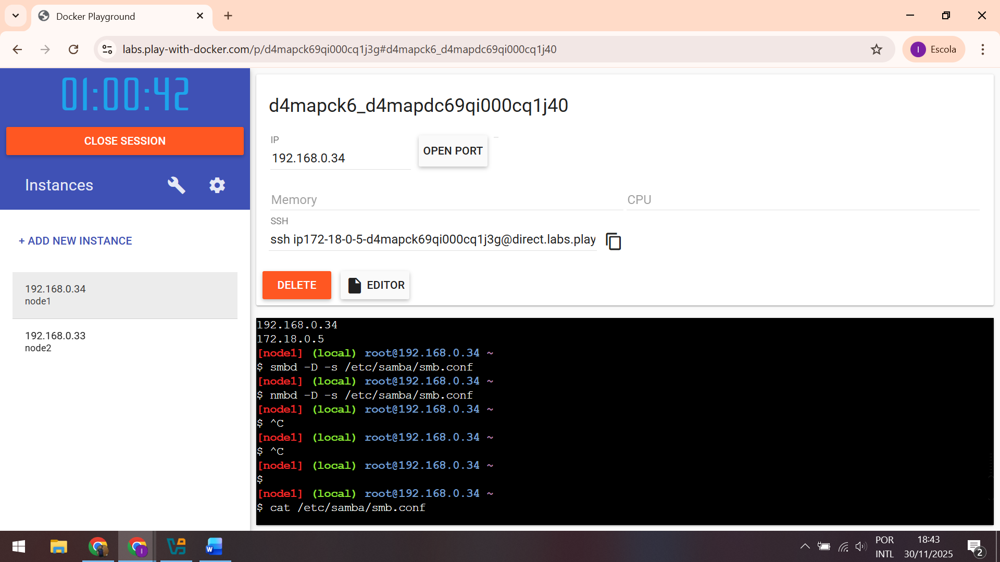 Docker Playground
labs.play-with-docker.com/p/d4mapck69qi000cq1j3g#d4mapck6_d4mapdc69qi000cq1j40
I
Escola
01:00:42
CLOSE SESSION
Instances
+ ADD NEW INSTANCE
192.168.0.34
node1
192.168.0.33
node2
d4mapck6_d4mapdc69qi000cq1j40
IP
192.168.0.34
OPEN PORT
Memory
CPU
SSH
ssh ip172-18-0-5-d4mapck69qi000cq1j3g@direct.labs.play
DELETE
EDITOR
192.168.0.34
172.18.0.5
[node1] (local) root@192.168.0.34 ~
$ smbd -D -s /etc/samba/smb.conf
[node1] (local) root@192.168.0.34 ~
$ nmbd -D -s /etc/samba/smb.conf
[node1] (local) root@192.168.0.34 ~
$ ^C
[node1] (local) root@192.168.0.34 ~
$ ^C
[node1] (local) root@192.168.0.34 ~
$
[node1] (local) root@192.168.0.34 ~
$ cat /etc/samba/smb.conf
POR
INTL
18:43
30/11/2025
2